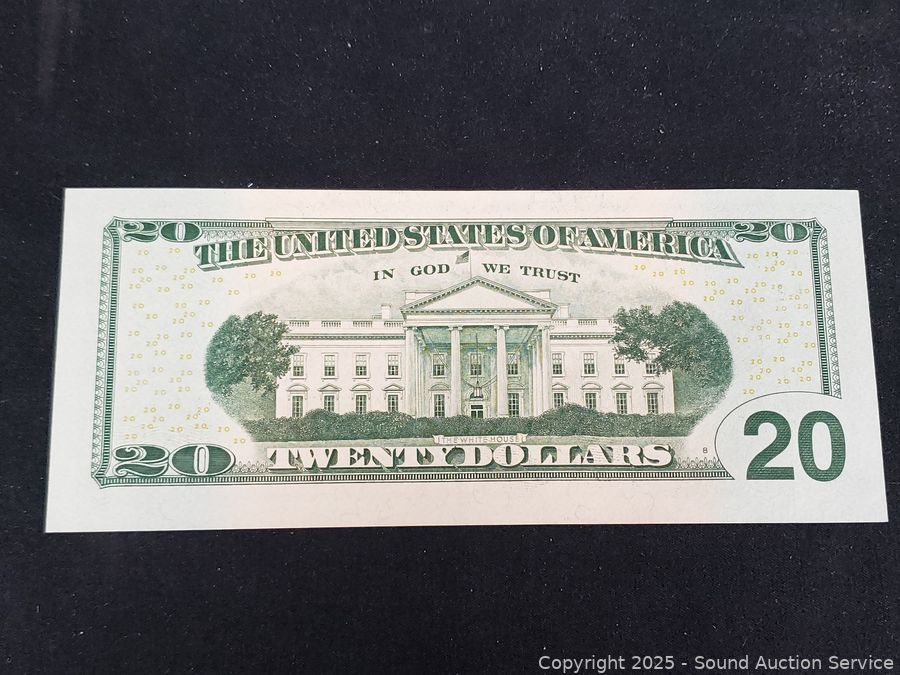 20 20
THE UNITED STATES OF AMERICA
IN GOD WE TRUST
THE WHITE HOUSE
20 TWENTY DOLLARS B 20
Copyright 2025 - Sound Auction Service